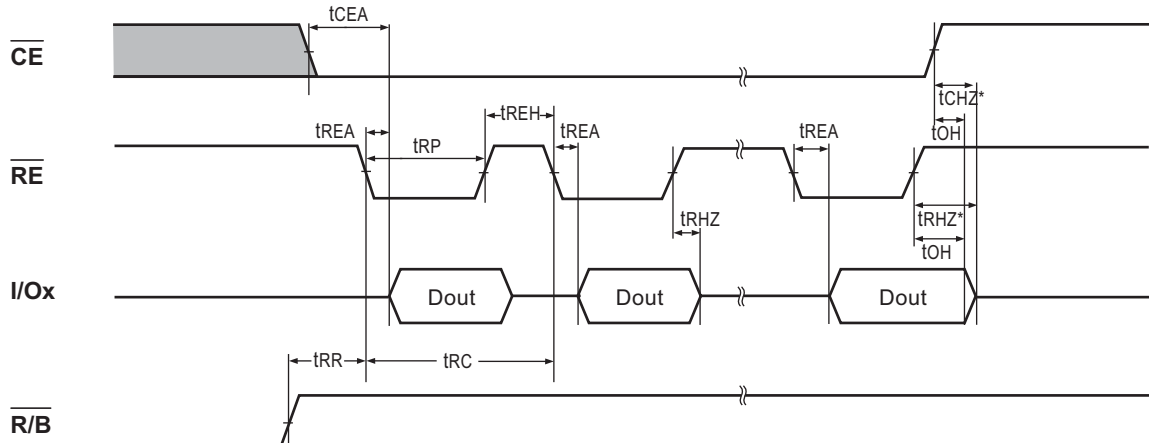 tCEA
CE
tCHZ*
tREH
tREA
tREA
tREA
tOH
tRP
RE
tRHZ
tRHZ*
tOH
I/Ox
Dout
Dout
Dout
tRR
tRC
R/B